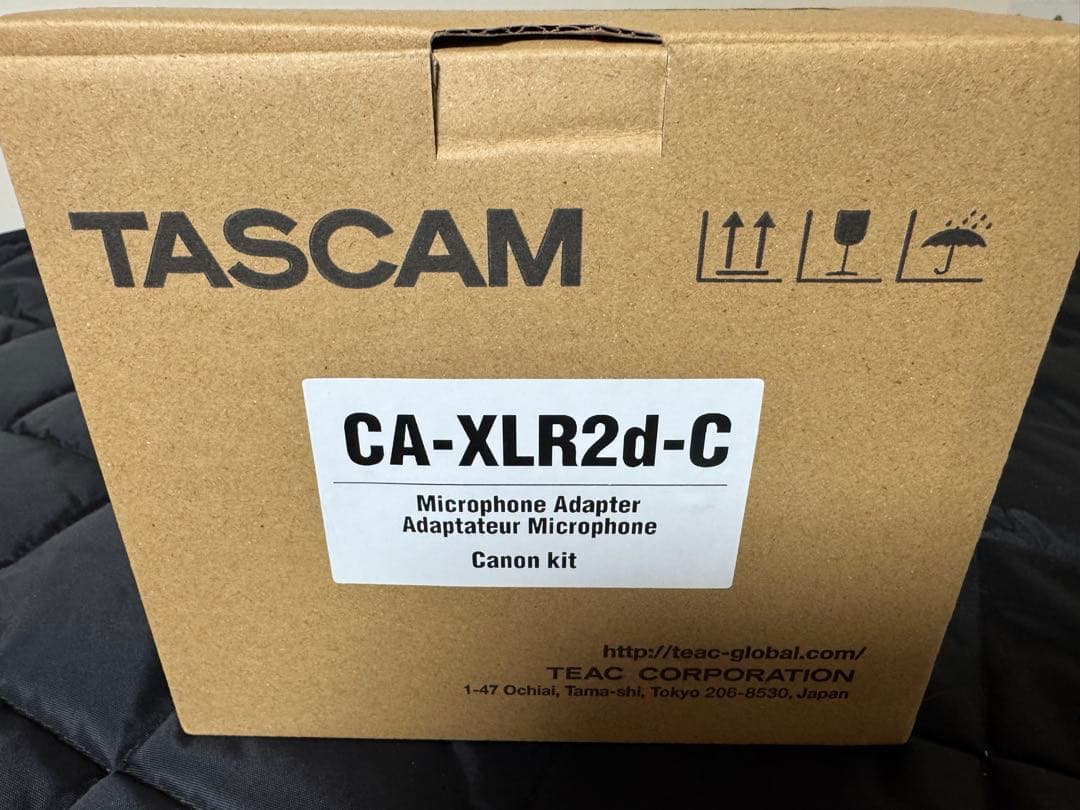 TASCAM
CA-XLR2d-C
Microphone Adapter
Adaptateur Microphone
Canon kit
http://teac-global.com/
TEAC CORPORATION
1-47 Ochiai, Tama-shi, Tokyo 206-8530, Japan